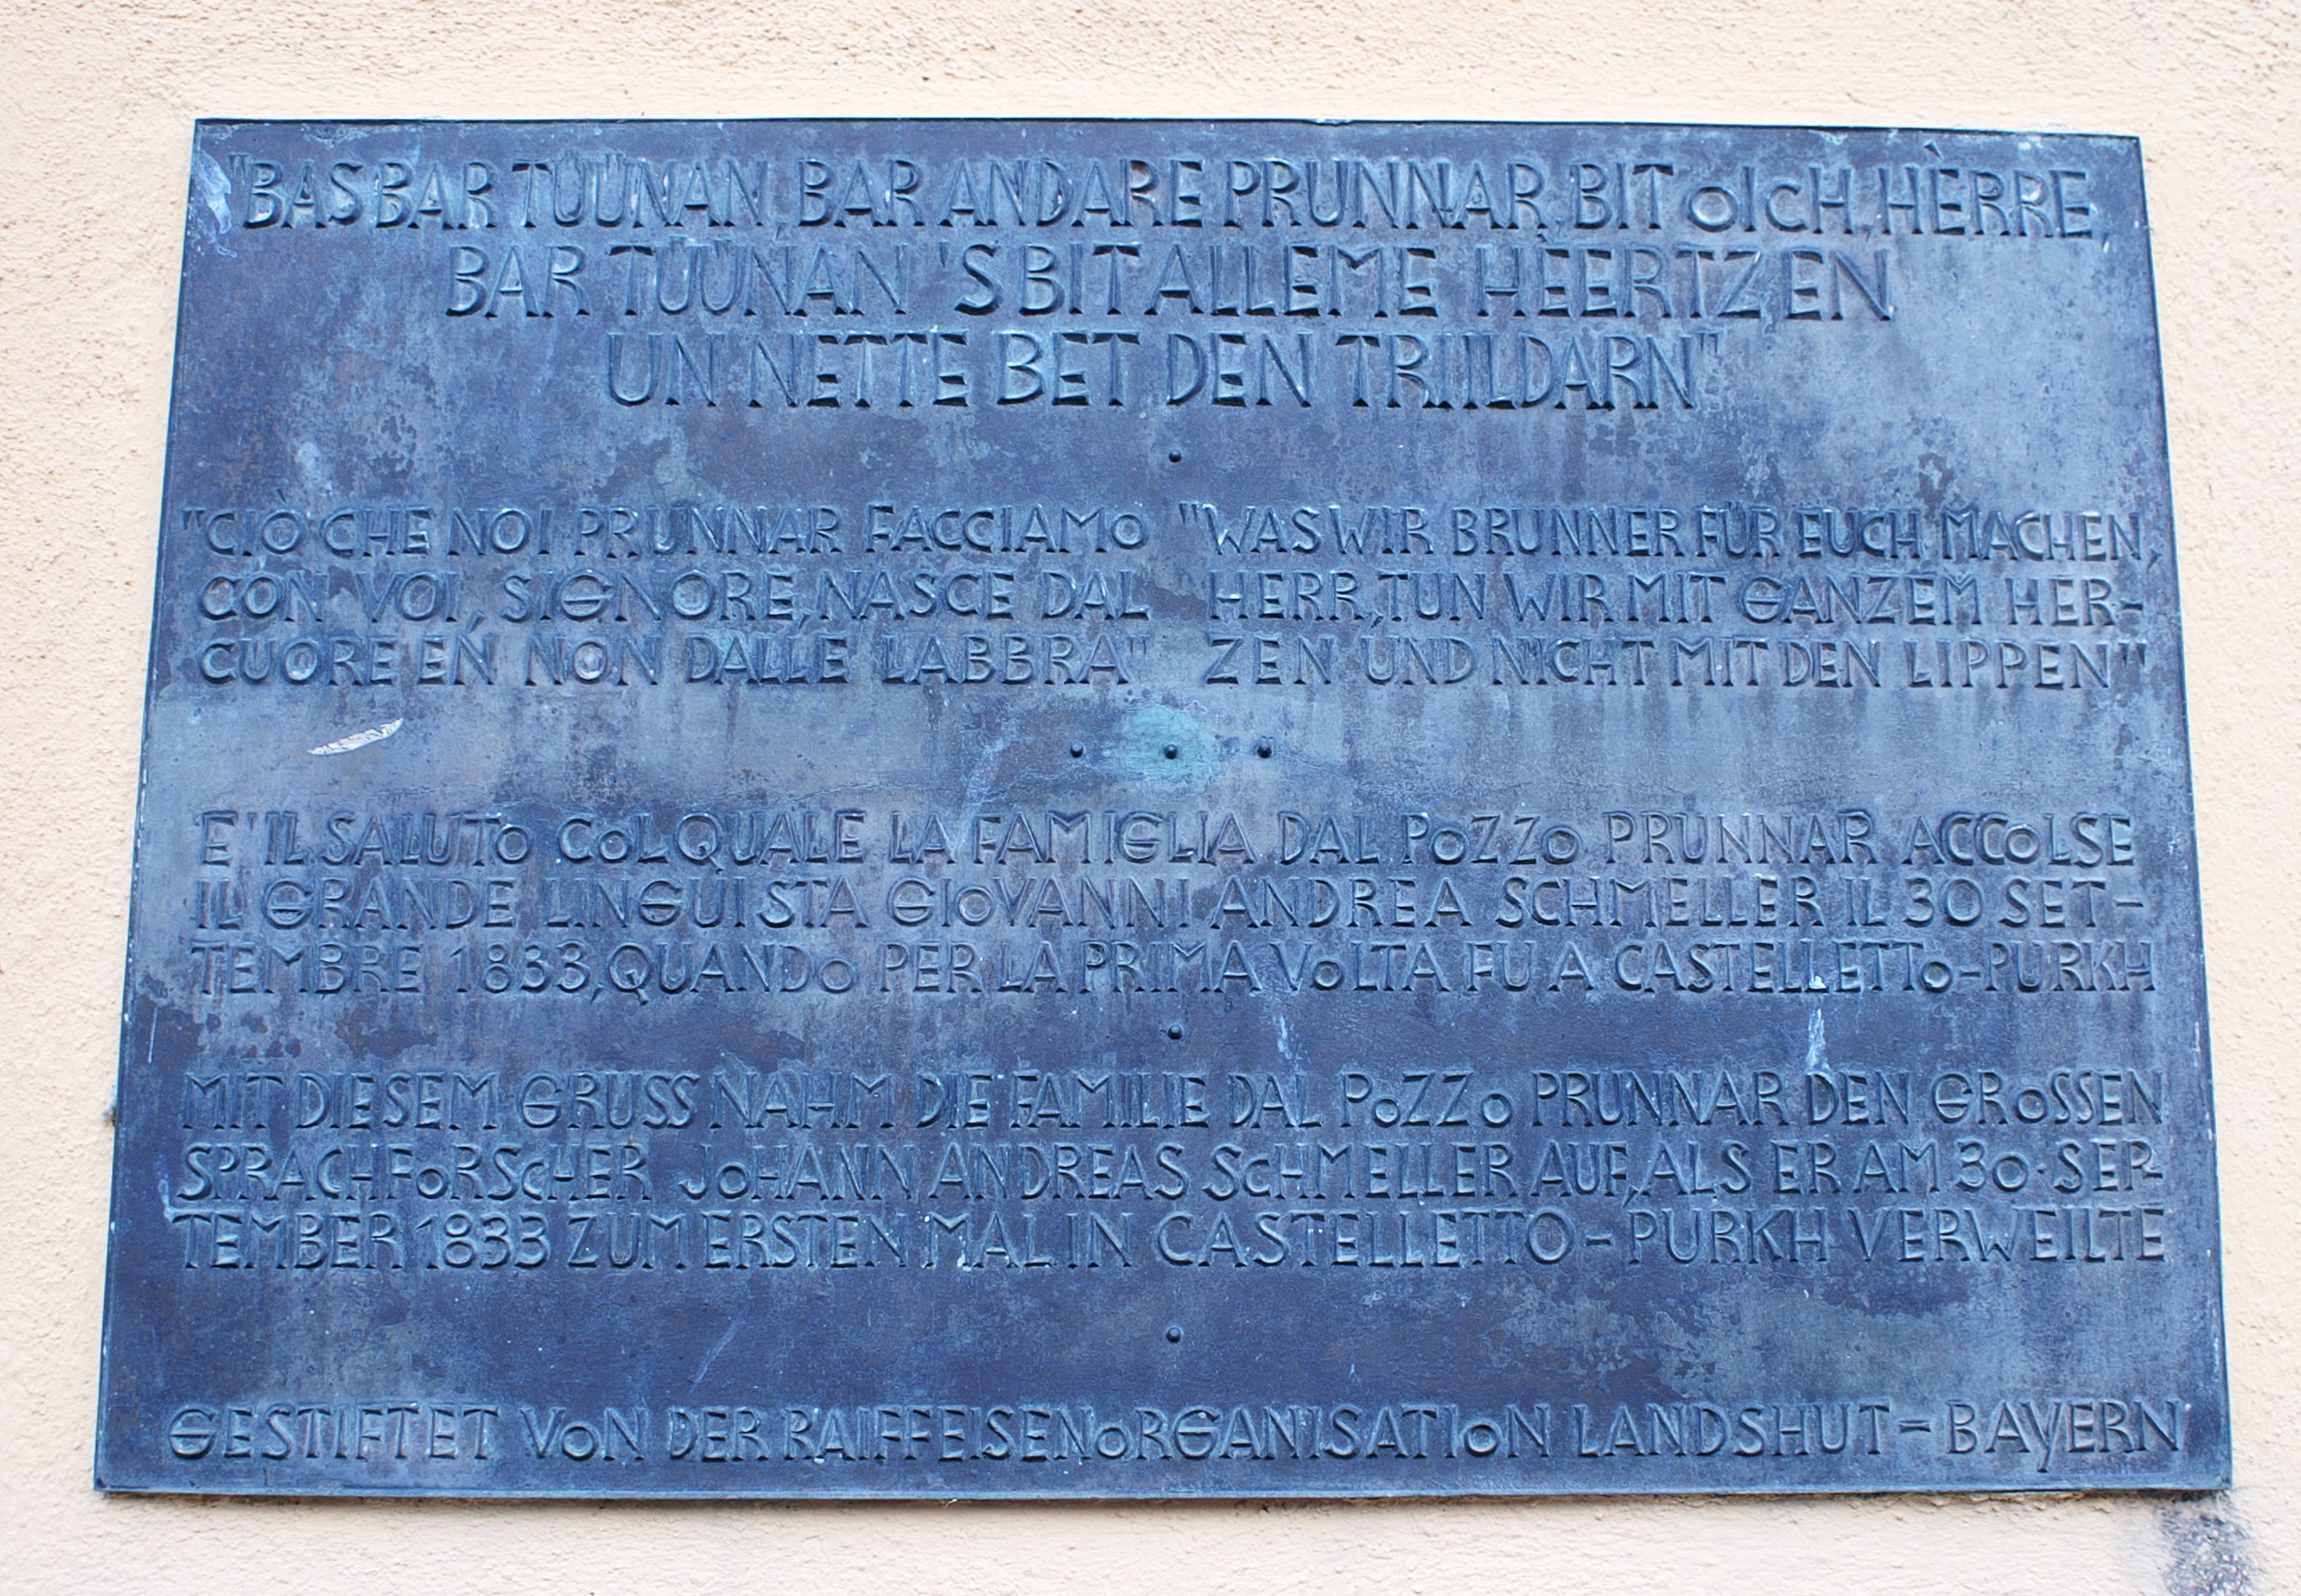 "BAS BAR TÜÜNAN, BAR ANDARE PRUNNAR, BIT OICH, HÈRRE,
BAR TÜÜNAN 'S BIT ALLEME HÈERTZEN
UN NETTE BET DEN TRIILDARN"
"CIÒ CHE NOI PRUNNAR FACCIAMO
CON VOI, SIGNORE, NASCE DAL
CUORE E NON DALLE LABBRA"
"WAS WIR BRUNNER FÜR EUCH MACHEN,
HERR, TUN WIR MIT GANZEM HER-
ZEN UND NICHT MIT DEN LIPPEN"
E' IL SALUTO COL QUALE LA FAMIGLIA DAL POZZO PRUNNAR ACCOLSE
IL GRANDE LINGUISTA GIOVANNI ANDREA SCHMELLER IL 30 SET-
TEMBRE 1833, QUANDO PER LA PRIMA VOLTA FU A CASTELLETTO-PURKH
MIT DIESEM GRUSS NAHM DIE FAMILIE DAL POZZO PRUNNAR DEN GROSSEN
SPRACHFORSCHER JOHANN ANDREAS SCHMELLER AUF, ALS ER AM 30. SEP-
TEMBER 1833 ZUM ERSTEN MAL IN CASTELLETTO-PURKH VERWEILTE
GESTIFTET VON DER RAIFFEISENORGANISATION LANDSHUT-BAYERN